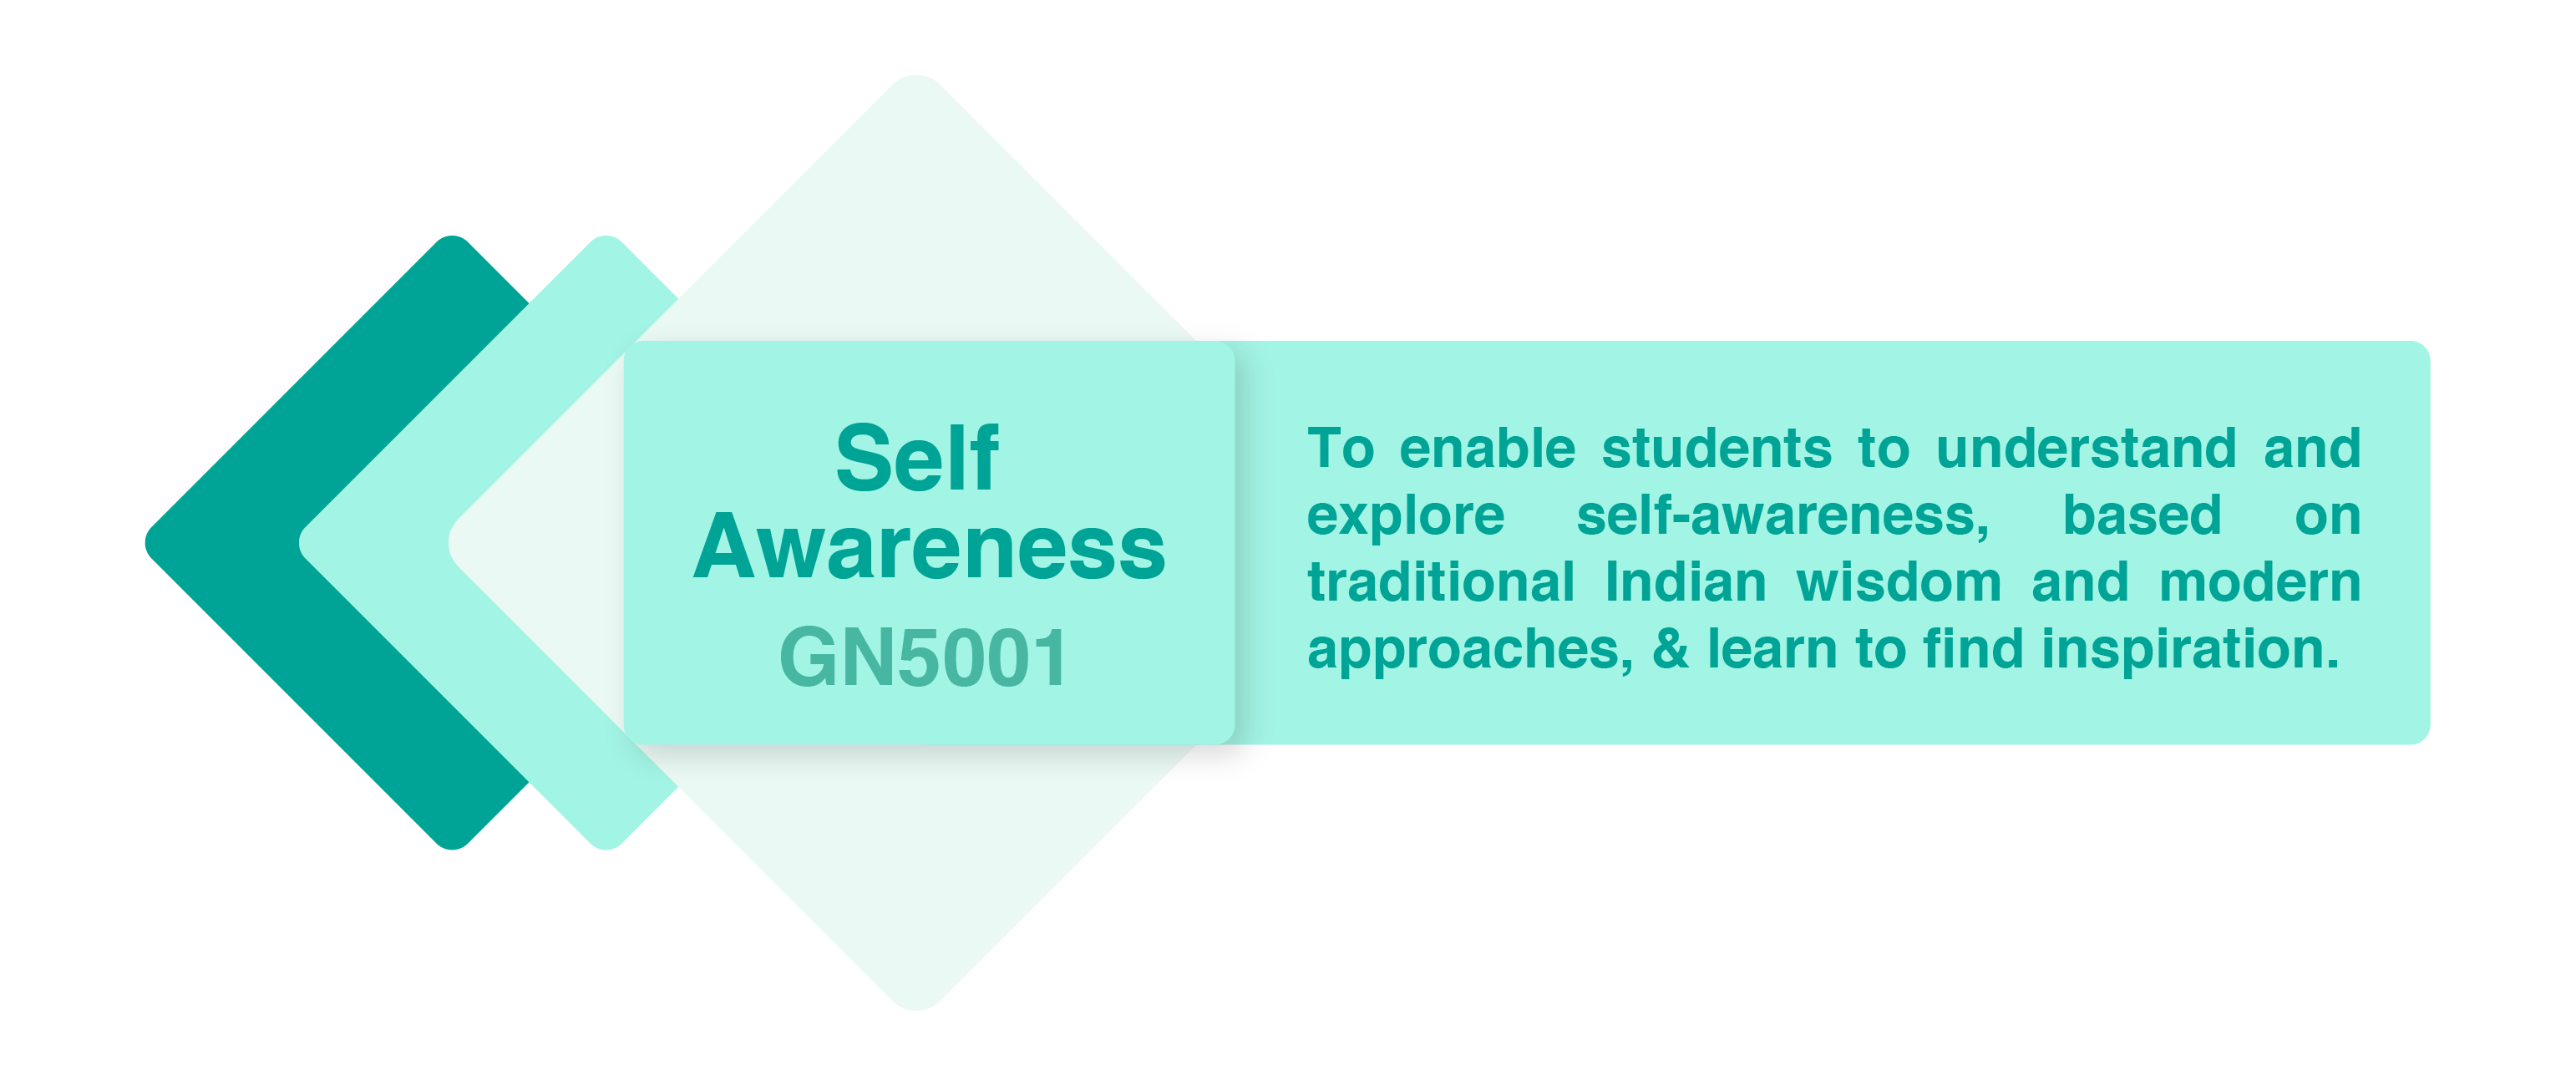 Self
Awareness
GN5001
To enable students to understand and
explore self-awareness, based on
traditional Indian wisdom and modern
approaches, & learn to find inspiration.